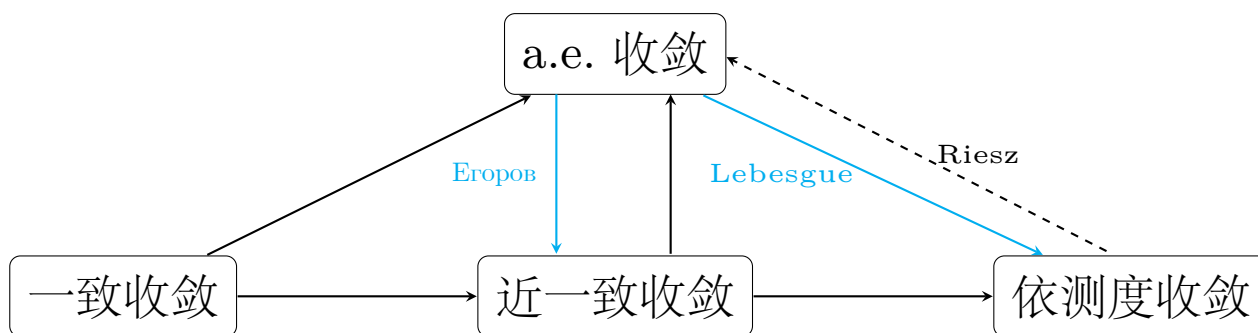 a.e. 收敛
Riesz
Егоров
Lebesgue
一致收敛
近一致收敛
依测度收敛